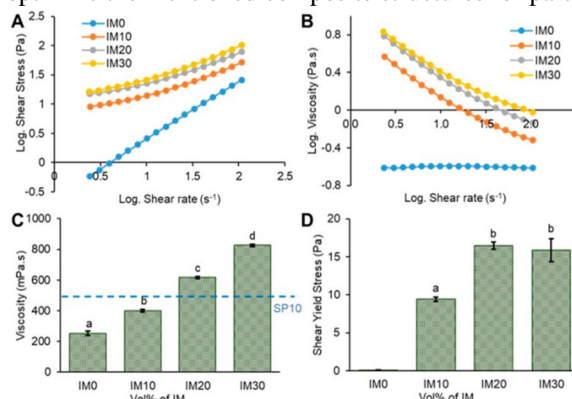 A
2.5
2
1.5
1
0.5
0
-0.5
Log. Shear Stress (Pa)
IM0
IM10
IM20
IM30
0 0.5 1 1.5 2 2.5
Log. Shear rate (s-1)
B
0.8
0.4
0
-0.4
-0.8
Log. Viscosity (Pa.s)
IM0
IM10
IM20
IM30
0.0 0.5 1.0 1.5 2.0
Log. Shear rate (s-1)
C
1000
800
600
400
200
0
Viscosity (mPa.s)
a
b
c
d
SP10
IM0 IM10 IM20 IM30
Vol% of IM
D
20
15
10
5
0
Shear Yield Stress (Pa)
a
b
b
IM0 IM10 IM20 IM30
Vol% of IM